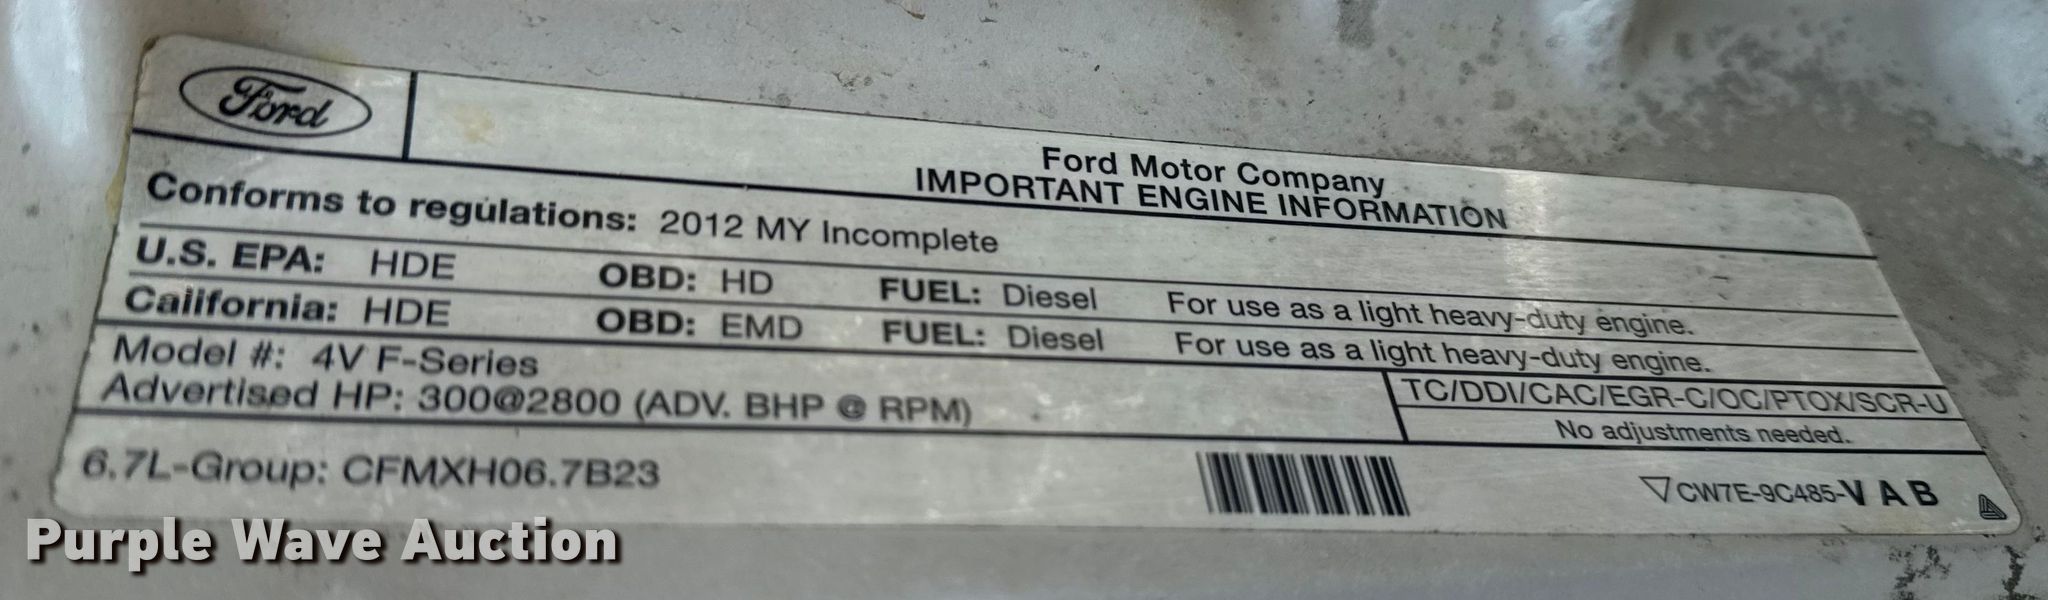 Ford
Ford Motor Company
IMPORTANT ENGINE INFORMATION
Conforms to regulations: 2012 MY Incomplete
U.S. EPA: HDE OBD: HD FUEL: Diesel For use as a light heavy-duty engine.
California: HDE OBD: EMD FUEL: Diesel For use as a light heavy-duty engine.
Model #: 4V F-Series
Advertised HP: 300@2800 (ADV. BHP @ RPM)
TC/DDI/CAC/EGR-C/OC/PTOX/SCR-U
No adjustments needed.
6.7L-Group: CFMXH06.7B23
CW7E-9C485-V A B
Purple Wave Auction